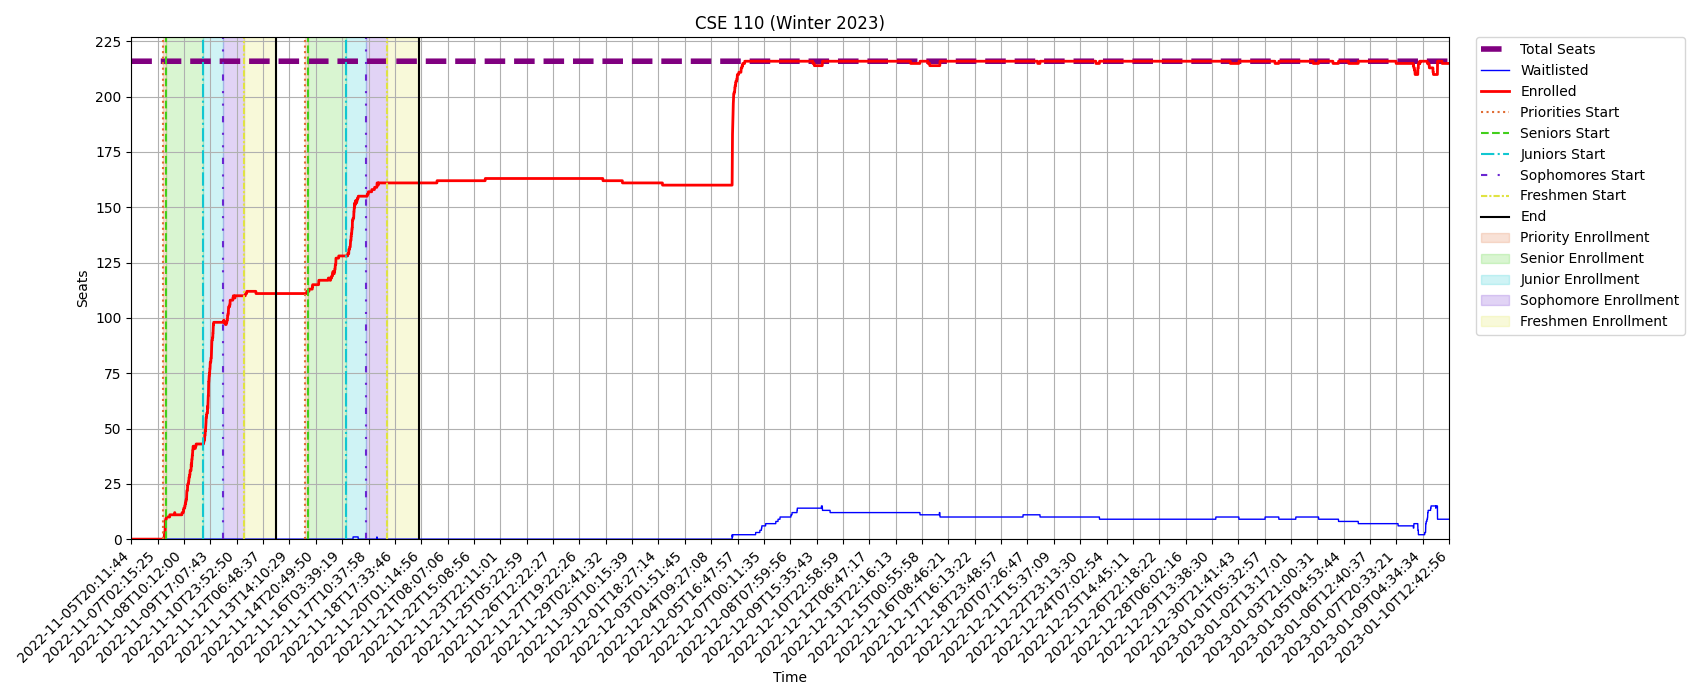 CSE 110 (Winter 2023)
Seats
225
200
175
150
125
100
75
50
25
0
2022-11-05T20:11:44
2022-11-07T02:15:25
2022-11-08T10:12:00
2022-11-09T17:07:43
2022-11-10T23:52:50
2022-11-12T06:48:37
2022-11-13T14:10:29
2022-11-14T20:49:50
2022-11-16T03:39:19
2022-11-17T10:37:58
2022-11-18T17:33:46
2022-11-20T01:14:56
2022-11-21T08:07:06
2022-11-22T15:08:56
2022-11-23T22:11:01
2022-11-25T05:22:59
2022-11-26T12:22:27
2022-11-27T19:22:26
2022-11-29T02:41:32
2022-11-30T10:15:39
2022-12-01T18:27:14
2022-12-03T01:51:45
2022-12-04T09:27:08
2022-12-05T16:47:57
2022-12-07T00:11:35
2022-12-08T07:59:56
2022-12-09T15:35:43
2022-12-10T22:58:59
2022-12-12T06:47:17
2022-12-13T22:16:13
2022-12-15T00:55:58
2022-12-16T08:46:21
2022-12-17T16:13:22
2022-12-18T23:48:57
2022-12-20T07:26:47
2022-12-21T15:37:09
2022-12-22T23:13:30
2022-12-24T07:02:54
2022-12-25T14:45:11
2022-12-26T22:18:22
2022-12-28T06:02:16
2022-12-29T13:38:30
2022-12-30T21:41:43
2023-01-01T05:32:57
2023-01-02T13:17:01
2023-01-03T21:00:31
2023-01-05T04:53:44
2023-01-06T12:40:37
2023-01-07T20:33:21
2023-01-09T04:34:34
2023-01-10T12:42:56
Time
Total Seats
Waitlisted
Enrolled
Priorities Start
Seniors Start
Juniors Start
Sophomores Start
Freshmen Start
End
Priority Enrollment
Senior Enrollment
Junior Enrollment
Sophomore Enrollment
Freshmen Enrollment